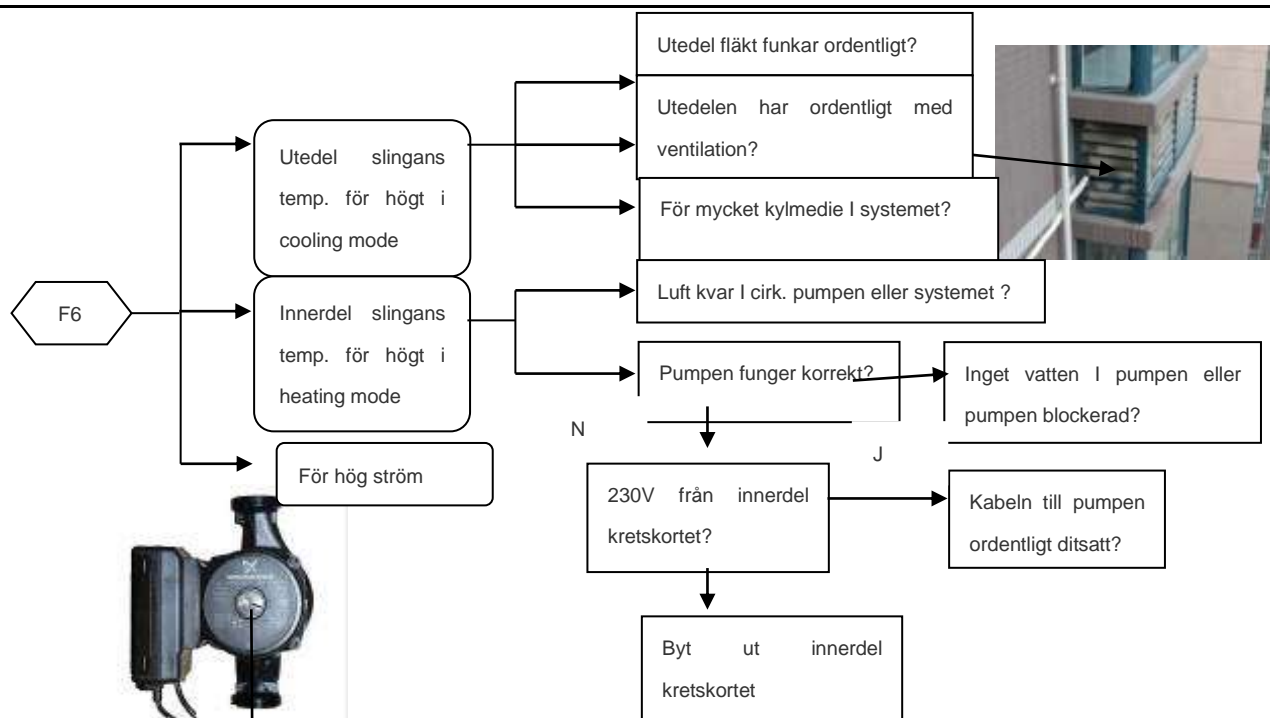 Utedel fläkt funkar ordentligt?
Utedelen har ordentligt med
ventilation?
Utedel slingans
temp. för högt i
cooling mode
För mycket kylmedie I systemet?
F6
Luft kvar I cirk. pumpen eller systemet ?
Innerdel slingans
temp. för högt i
heating mode
Pumpen funger korrekt?
Inget vatten I pumpen eller
pumpen blockerad?
N
J
För hög ström
230V från innerdel
kretskortet?
Kabeln till pumpen
ordentligt ditsatt?
Byt ut innerdel
kretskortet